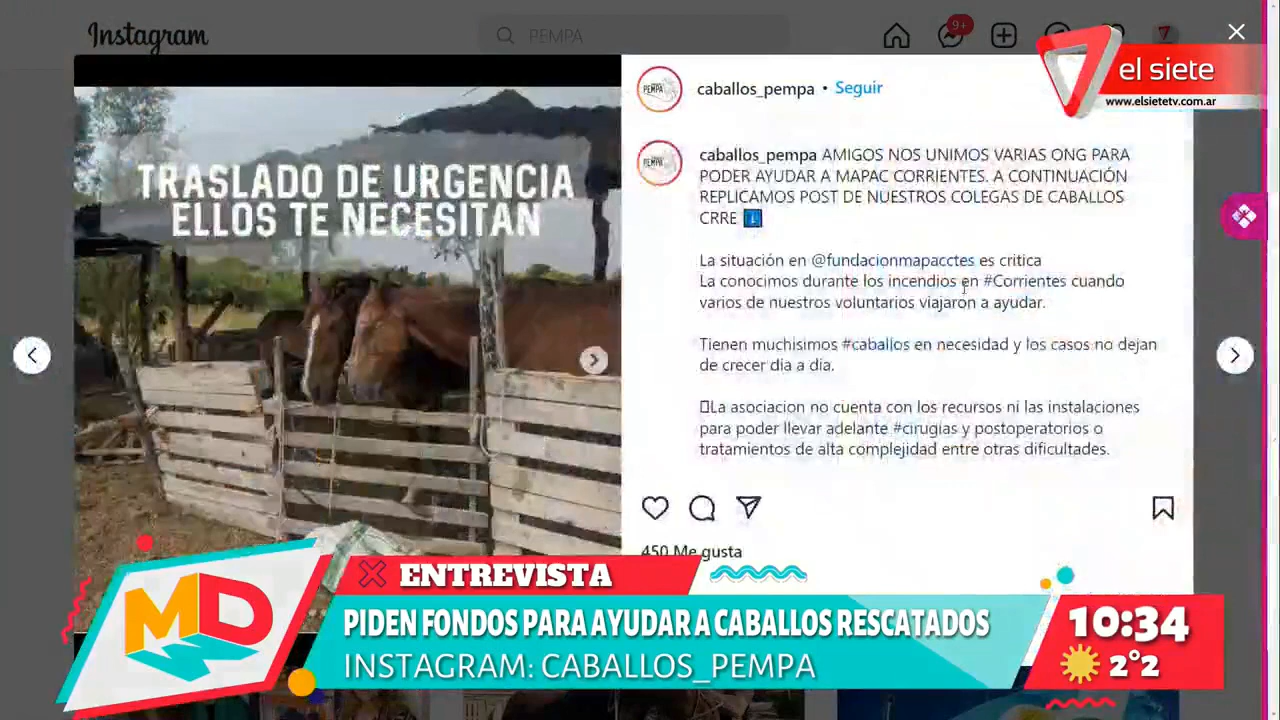 Instagram
PEMPA
9+
el siete
www.elsietetv.com.ar
TRASLADO DE URGENCIA
ELLOS TE NECESITAN
PEMPA
caballos_pempa • Seguir
PEMPA
caballos_pempa AMIGOS NOS UNIMOS VARIAS ONG PARA
PODER AYUDAR A MAPAC CORRIENTES. A CONTINUACIÓN
REPLICAMOS POST DE NUESTROS COLEGAS DE CABALLOS
CRRE ⬇️
La situación en @fundacionmapacctes es critica
La conocimos durante los incendios en #Corrientes cuando
varios de nuestros voluntarios viajaron a ayudar.
Tienen muchisimos #caballos en necesidad y los casos no dejan
de crecer día a día.
La asociacion no cuenta con los recursos ni las instalaciones
para poder llevar adelante #cirugías y postoperatorios o
tratamientos de alta complejidad entre otras dificultades.
450 Me gusta
MD
ENTREVISTA
PIDEN FONDOS PARA AYUDAR A CABALLOS RESCATADOS
INSTAGRAM: CABALLOS_PEMPA
10:34
2°2